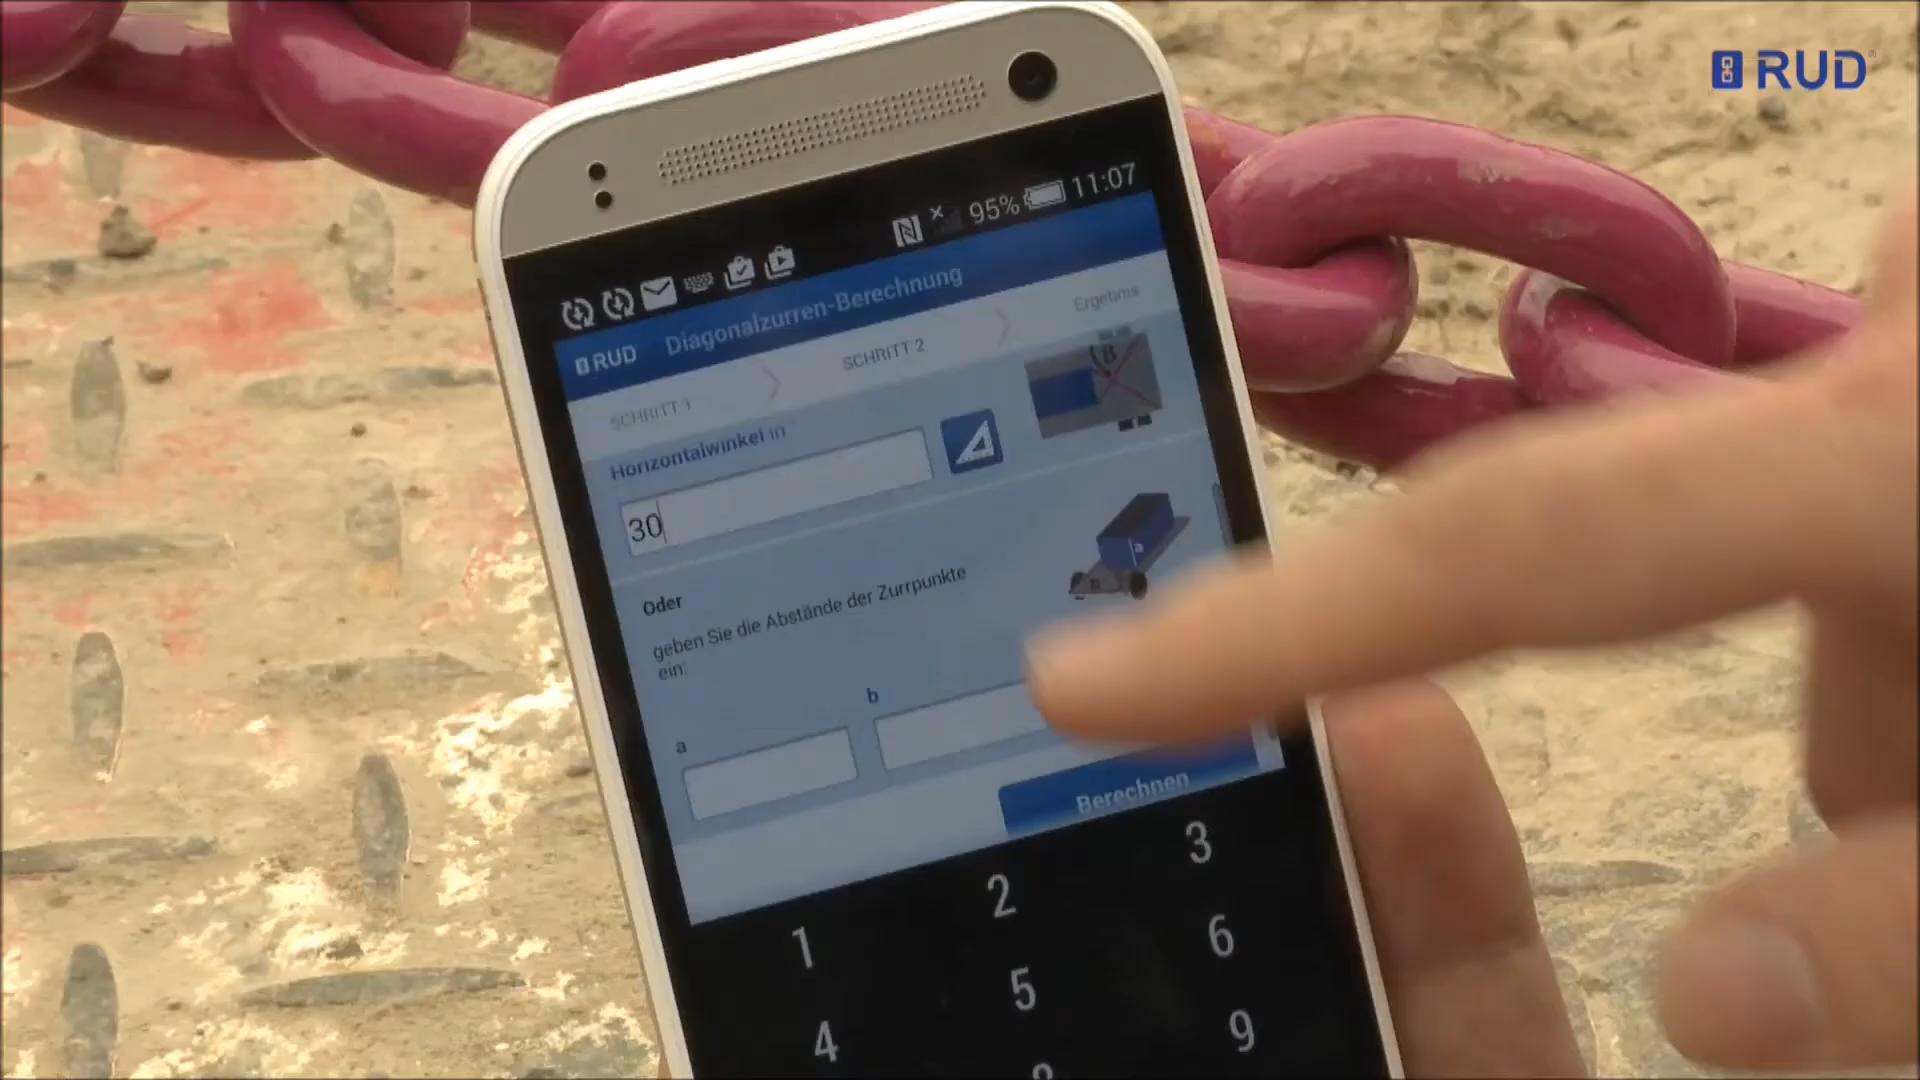 RUD
95% 11:07
RUD Diagonalzurren-Berechnung
SCHRITT 1 SCHRITT 2 Ergebnis
Horizontalwinkel in °
30
B
Oder
geben Sie die Abstände der Zurrpunkte
ein:
a
a b
Berechnen
1 2 3
4 5 6
8 9